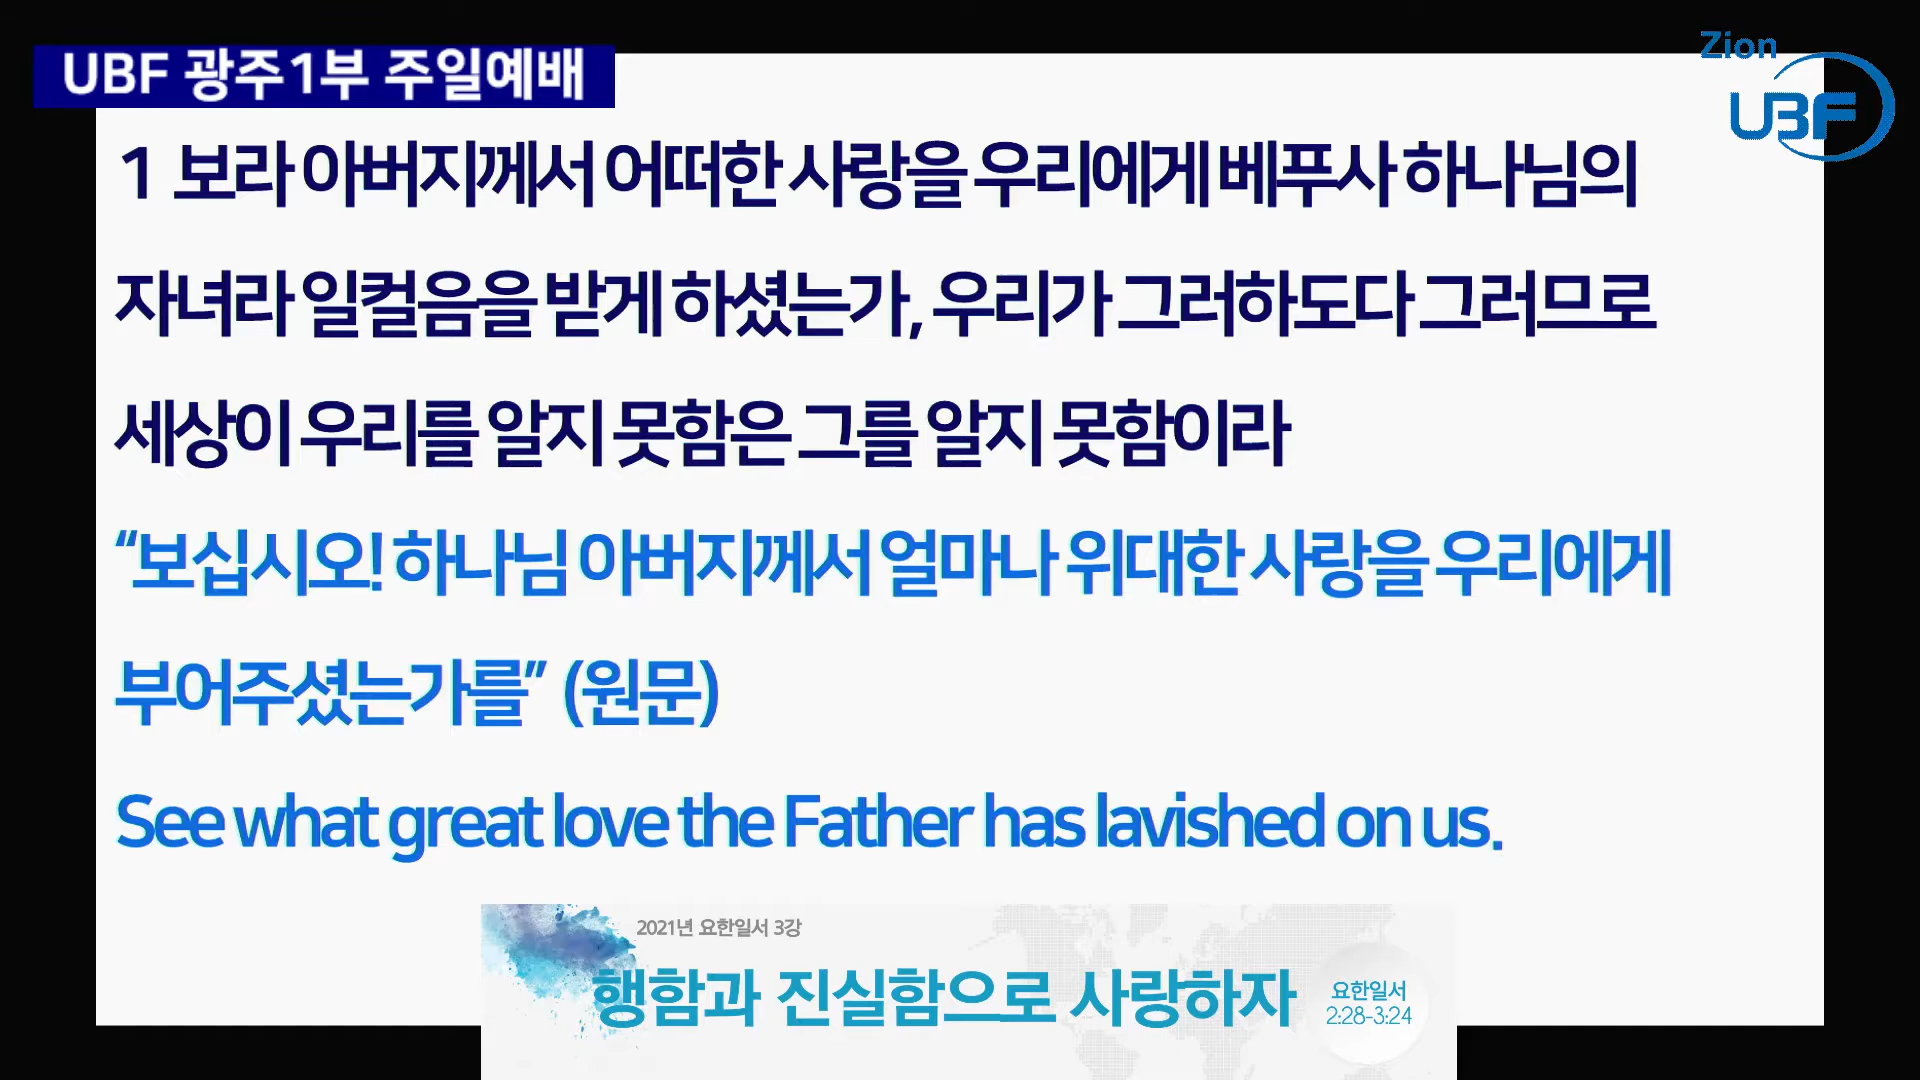 UBF 광주1부 주일예배
Zion
UBF
1 보라 아버지께서 어떠한 사랑을 우리에게 베푸사 하나님의
자녀라 일컬음을 받게 하셨는가, 우리가 그러하도다 그러므로
세상이 우리를 알지 못함은 그를 알지 못함이라
“보십시오! 하나님 아버지께서 얼마나 위대한 사랑을 우리에게
부어주셨는가를” (원문)
See what great love the Father has lavished on us.
2021년 요한일서 3강
행함과 진실함으로 사랑하자
요한일서
2:28-3:24